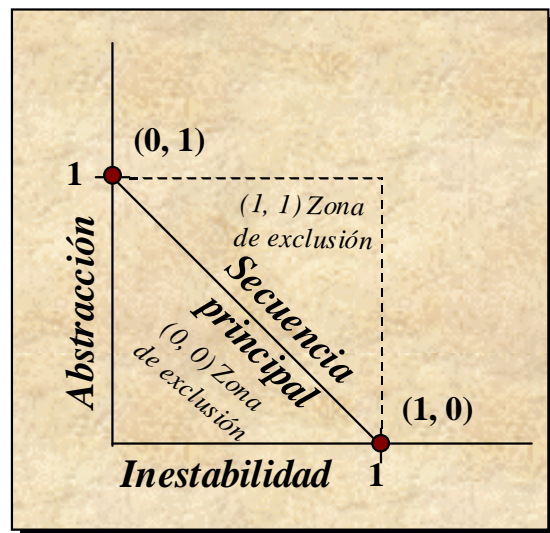 (0, 1)
1
(1, 1) Zona
de exclusión
Abstracción
Secuencia
principal
(0, 0) Zona
de exclusión
(1, 0)
Inestabilidad
1